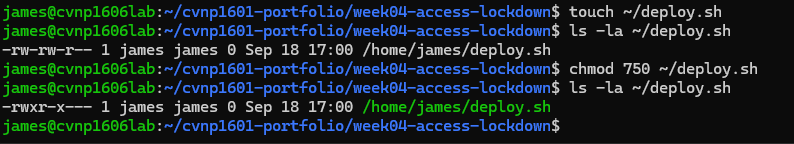 james@cvnp1606lab:~/cvnp1601-portfolio/week04-access-lockdown$ touch ~/deploy.sh
james@cvnp1606lab:~/cvnp1601-portfolio/week04-access-lockdown$ ls -la ~/deploy.sh
-rw-rw-r-- 1 james james 0 Sep 18 17:00 /home/james/deploy.sh
james@cvnp1606lab:~/cvnp1601-portfolio/week04-access-lockdown$ chmod 750 ~/deploy.sh
james@cvnp1606lab:~/cvnp1601-portfolio/week04-access-lockdown$ ls -la ~/deploy.sh
-rwxr-x--- 1 james james 0 Sep 18 17:00 /home/james/deploy.sh
james@cvnp1606lab:~/cvnp1601-portfolio/week04-access-lockdown$